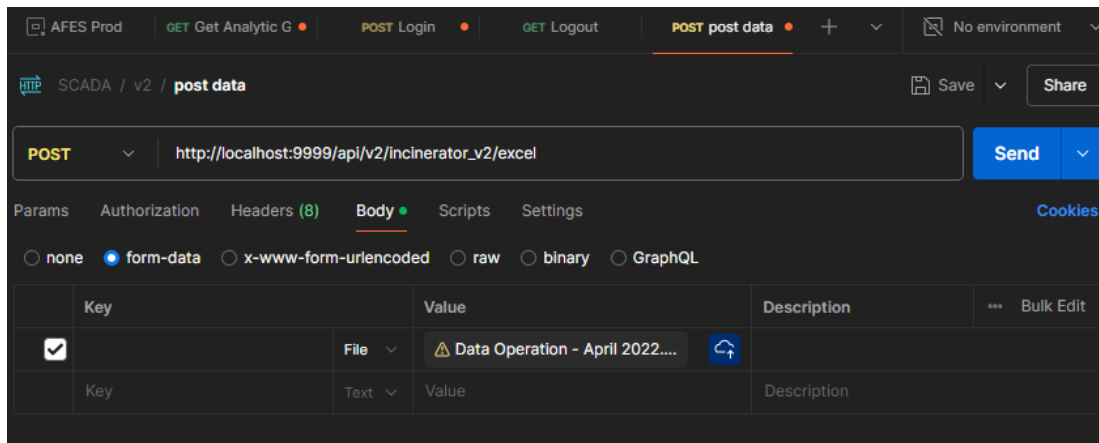 AFES Prod GET Get Analytic G POST Login GET Logout POST post data No environment
HTTP SCADA / v2 / post data Save Share
POST http://localhost:9999/api/v2/incinerator_v2/excel Send
Params Authorization Headers (8) Body Scripts Settings Cookies
none form-data x-www-form-urlencoded raw binary GraphQL
Key Value Description Bulk Edit
File Data Operation - April 2022....
Key Text Value Description